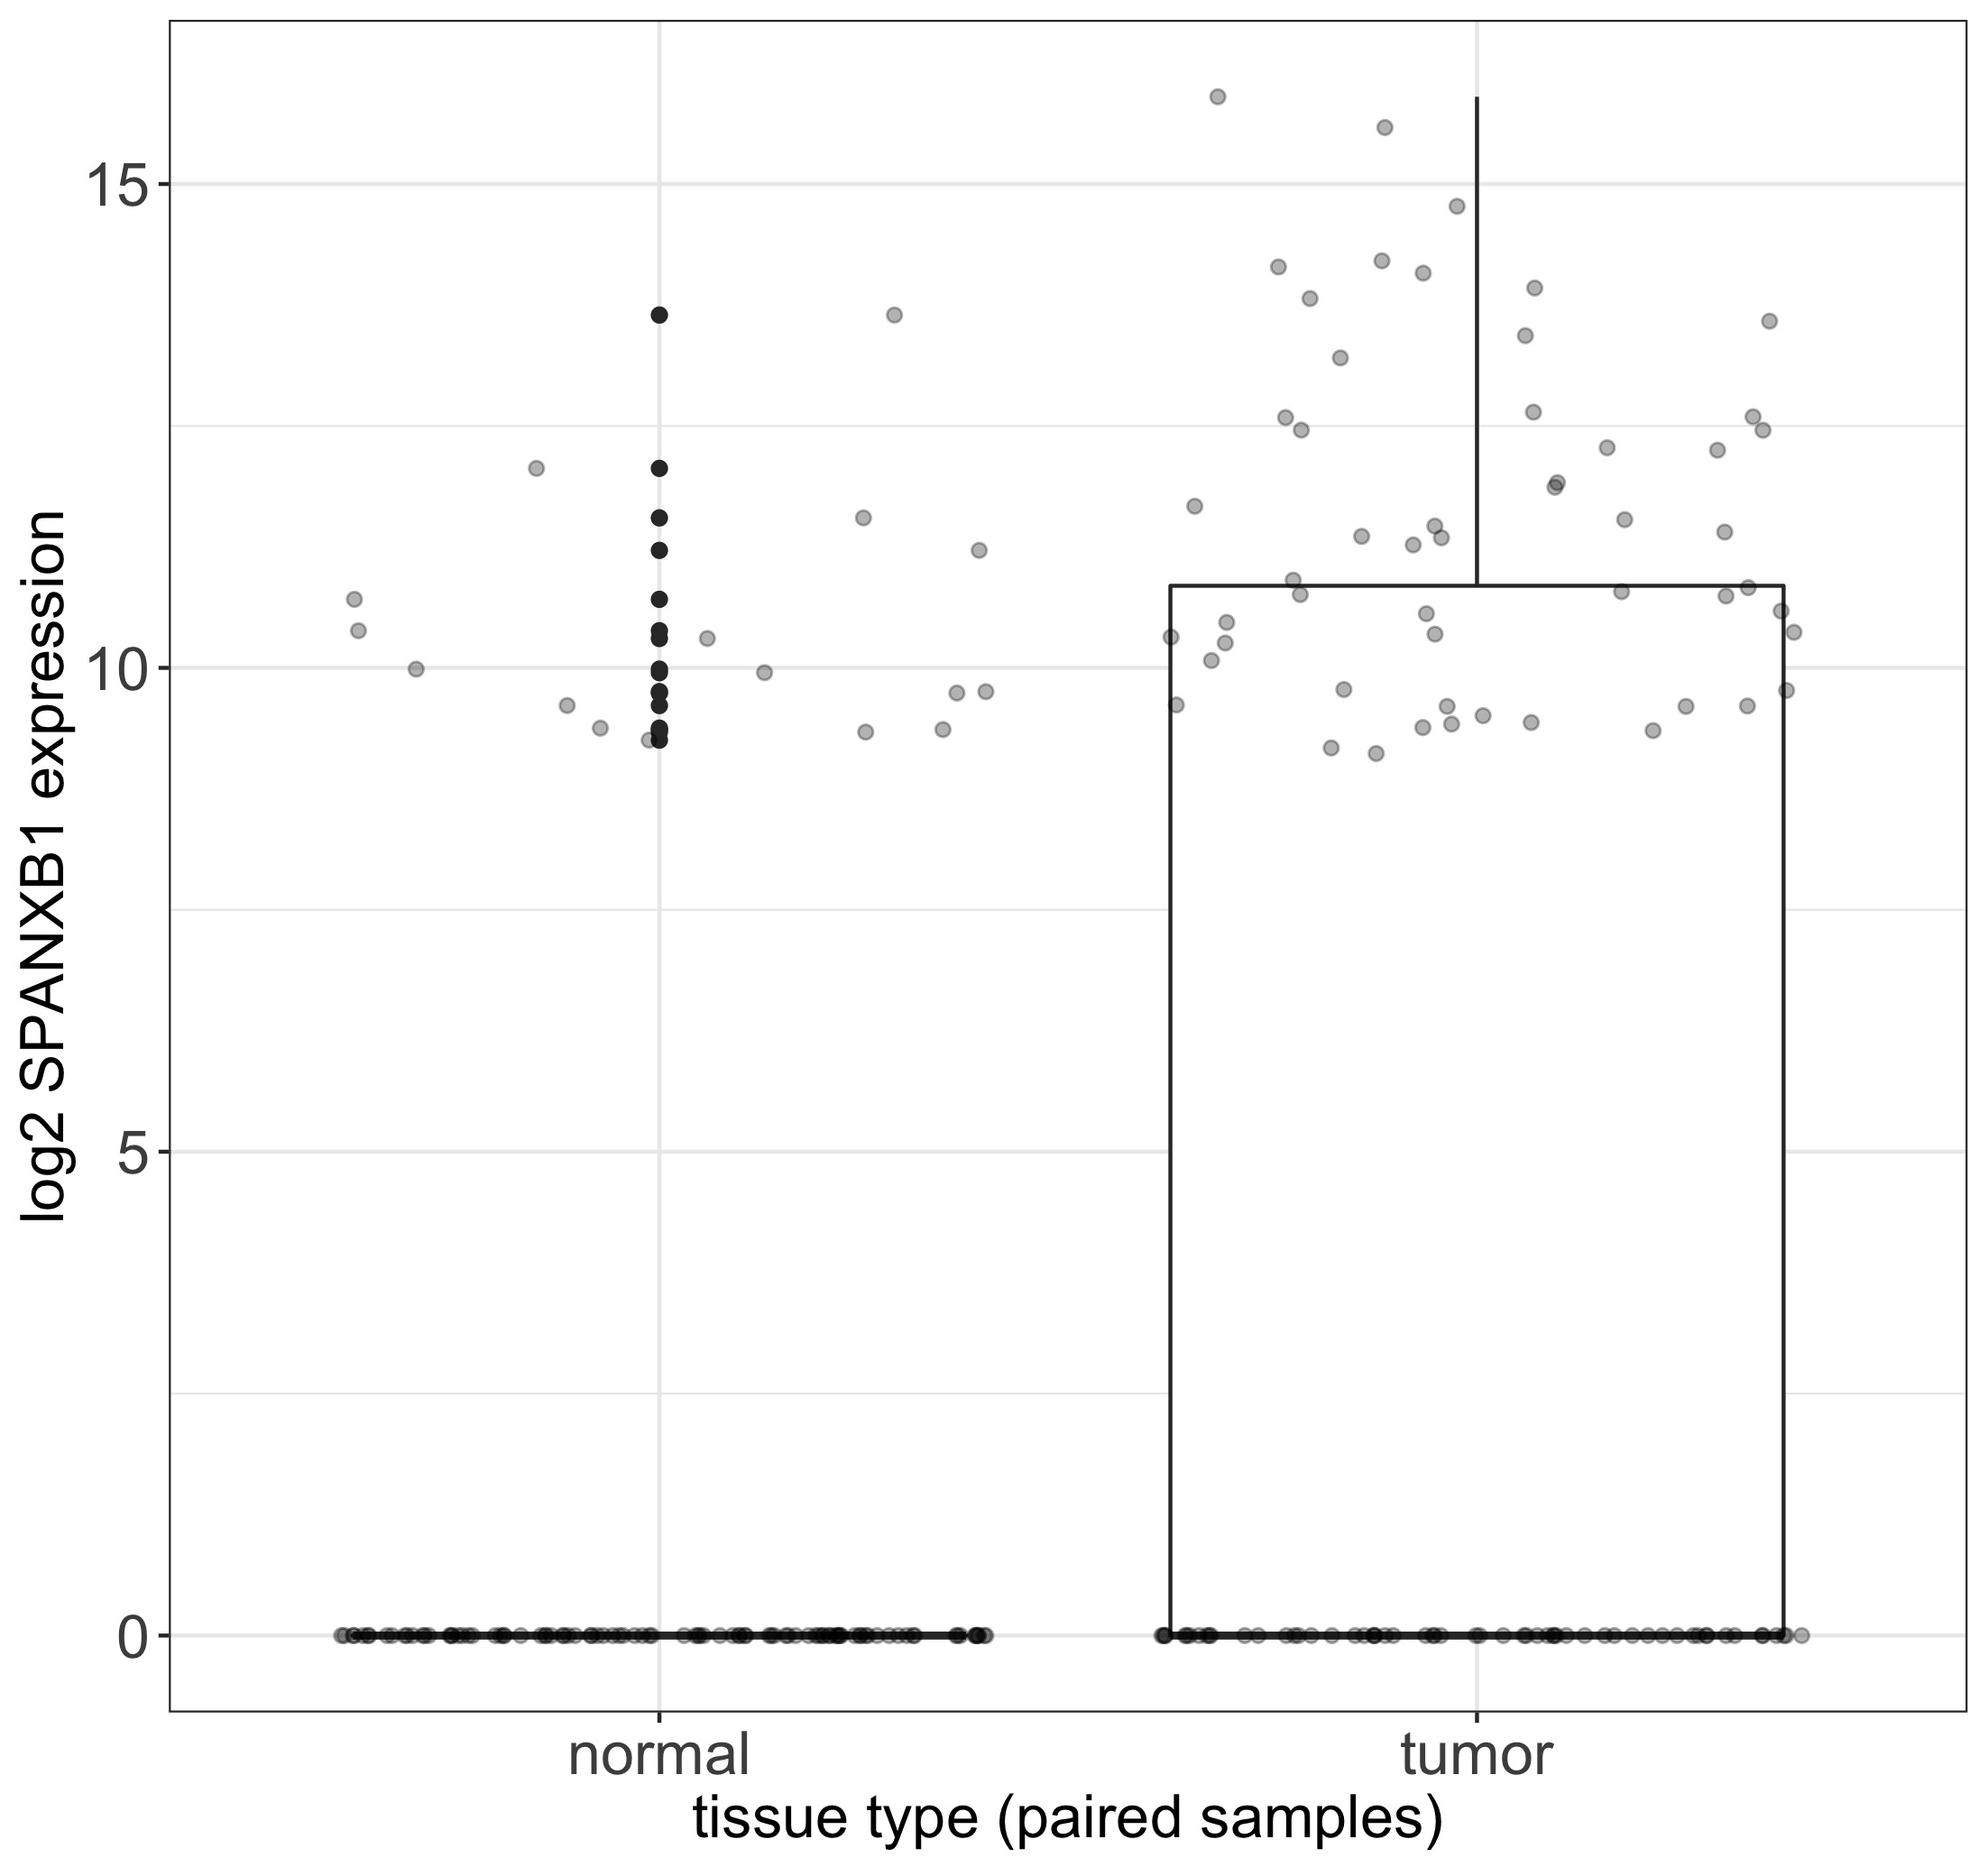 log2 SPANXB1 expression
15
10
5
0
normal tumor
tissue type (paired samples)